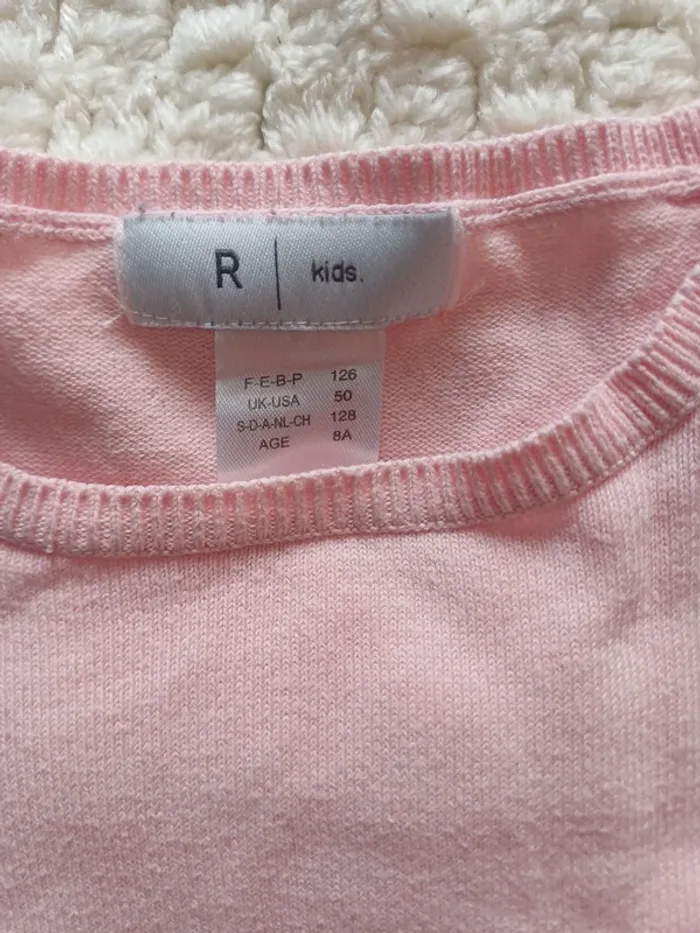 R | kids.
F-E-B-P 126
UK-USA 50
S-D-A-NL-CH 128
AGE 8A